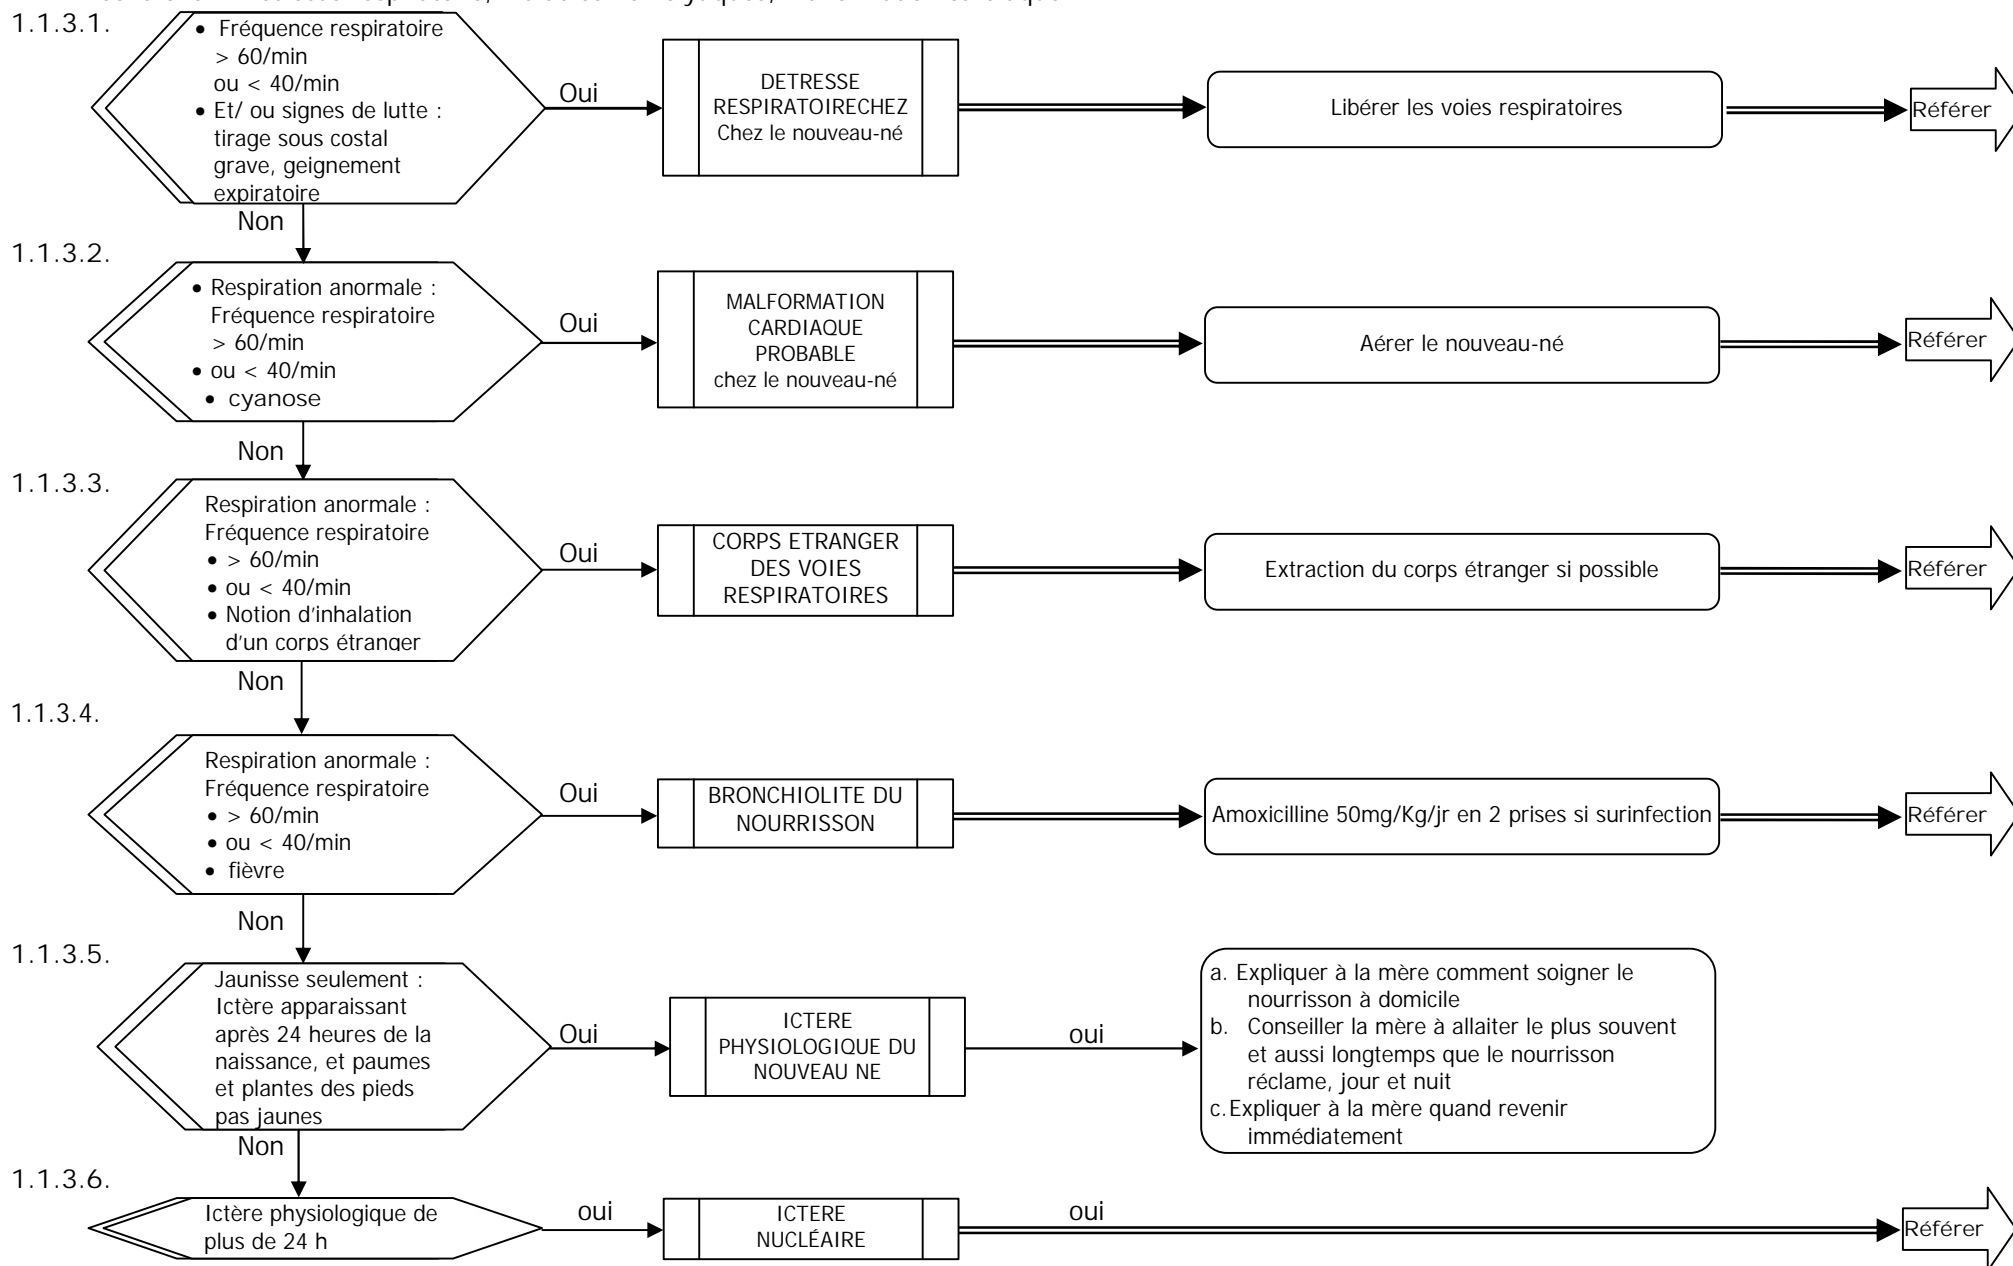 1.1.3.1.
• Fréquence respiratoire
> 60/min
ou < 40/min
• Et/ ou signes de lutte :
tirage sous costal
grave, geignement
expiratoire
Oui
DETRESSE
RESPIRATOIRECHEZ
Chez le nouveau-né
Libérer les voies respiratoires
Référer
Non
1.1.3.2.
• Respiration anormale :
Fréquence respiratoire
> 60/min
• ou < 40/min
• cyanose
Oui
MALFORMATION
CARDIAQUE
PROBABLE
chez le nouveau-né
Aérer le nouveau-né
Référer
Non
1.1.3.3.
Respiration anormale :
Fréquence respiratoire
• > 60/min
• ou < 40/min
• Notion d'inhalation
d'un corps étranger
Oui
CORPS ETRANGER
DES VOIES
RESPIRATOIRES
Extraction du corps étranger si possible
Référer
Non
1.1.3.4.
Respiration anormale :
Fréquence respiratoire
• > 60/min
• ou < 40/min
• fièvre
Oui
BRONCHIOLITE DU
NOURRISSON
Amoxicilline 50mg/Kg/jr en 2 prises si surinfection
Référer
Non
1.1.3.5.
Jaunisse seulement :
Ictère apparaissant
après 24 heures de la
naissance, et paumes
et plantes des pieds
pas jaunes
Oui
ICTERE
PHYSIOLOGIQUE DU
NOUVEAU NE
oui
a. Expliquer à la mère comment soigner le
nourrisson à domicile
b. Conseiller la mère à allaiter le plus souvent
et aussi longtemps que le nourrisson
réclame, jour et nuit
c. Expliquer à la mère quand revenir
immédiatement
Non
1.1.3.6.
Ictère physiologique de
plus de 24 h
oui
ICTERE
NUCLÉAIRE
oui
Référer